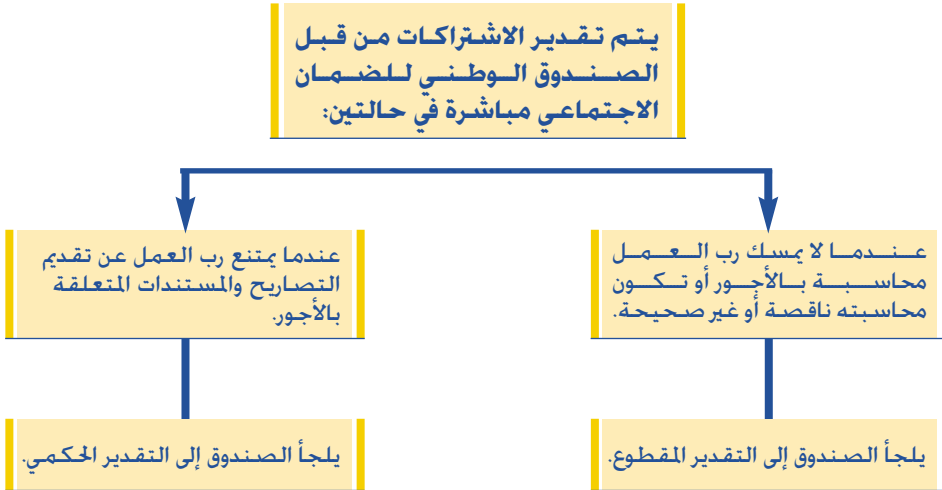 يتم تقدير الاشتراكات من قبل
الصندوق الوطني للضمان
الاجتماعي مباشرة في حالتين:
عندما لا يمسك رب العمل
محاسبة بالأجور أو تكون
محاسبته ناقصة أو غير صحيحة.
عندما يمتنع رب العمل عن تقديم
التصاريح والمستندات المتعلقة
بالأجور.
يلجأ الصندوق إلى التقدير المقطوع.
يلجأ الصندوق إلى التقدير الحكمي.